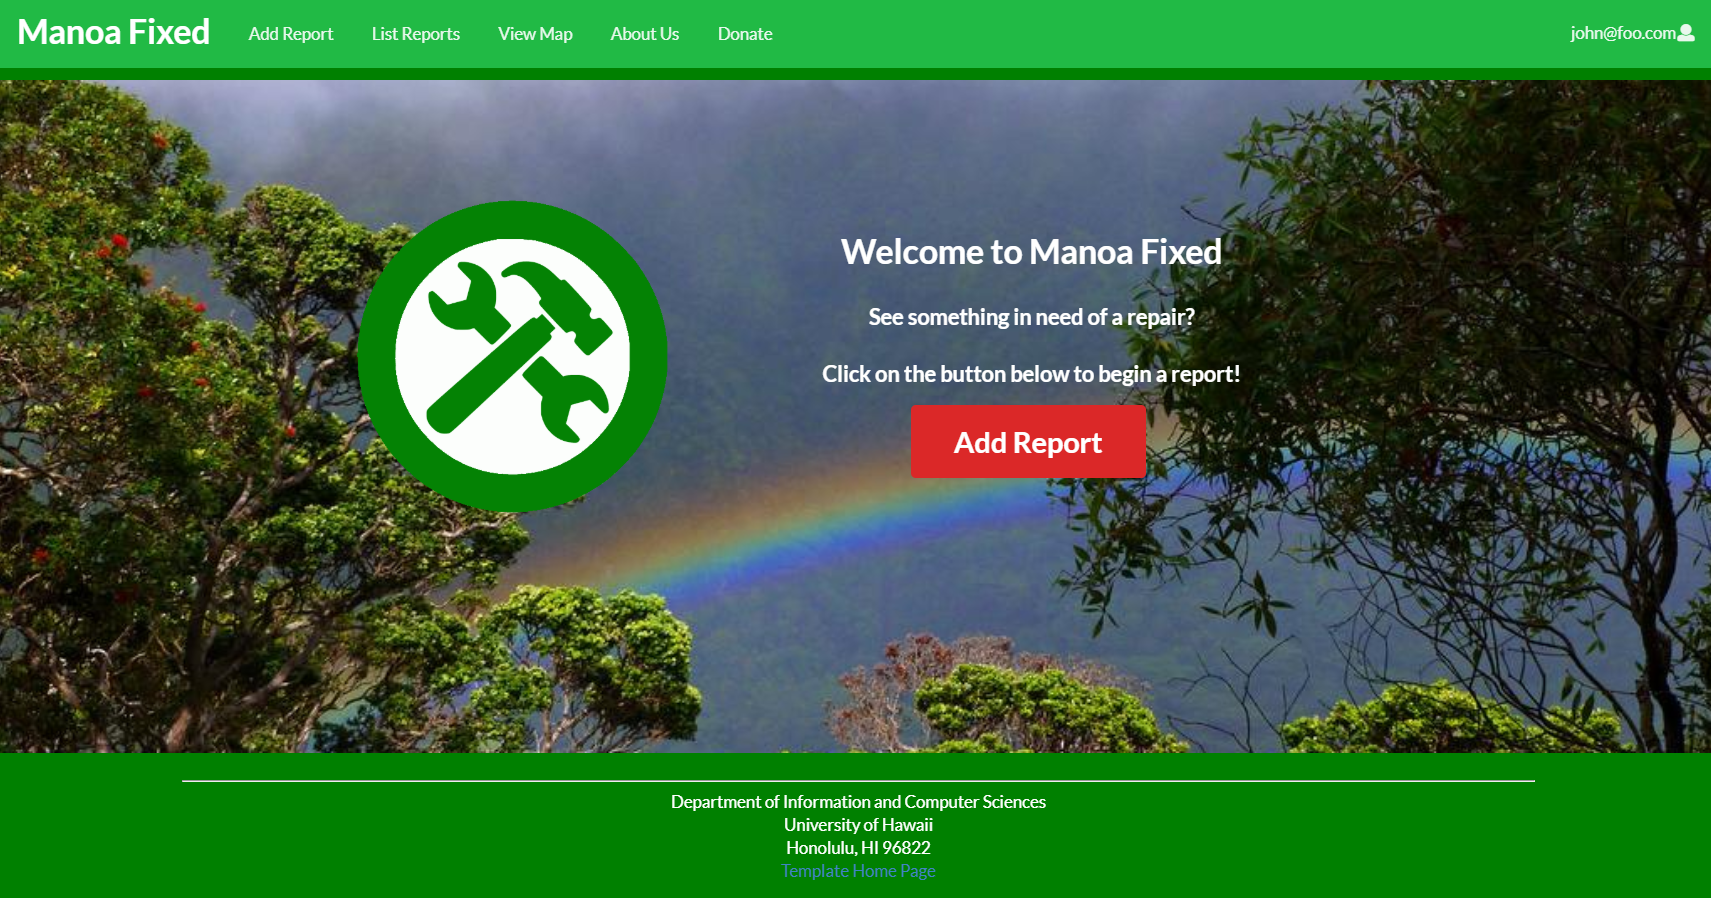 Manoa Fixed Add Report List Reports View Map About Us Donate john@foo.com
Welcome to Manoa Fixed
See something in need of a repair?
Click on the button below to begin a report!
Add Report
Department of Information and Computer Sciences
University of Hawaii
Honolulu, HI 96822
Template Home Page